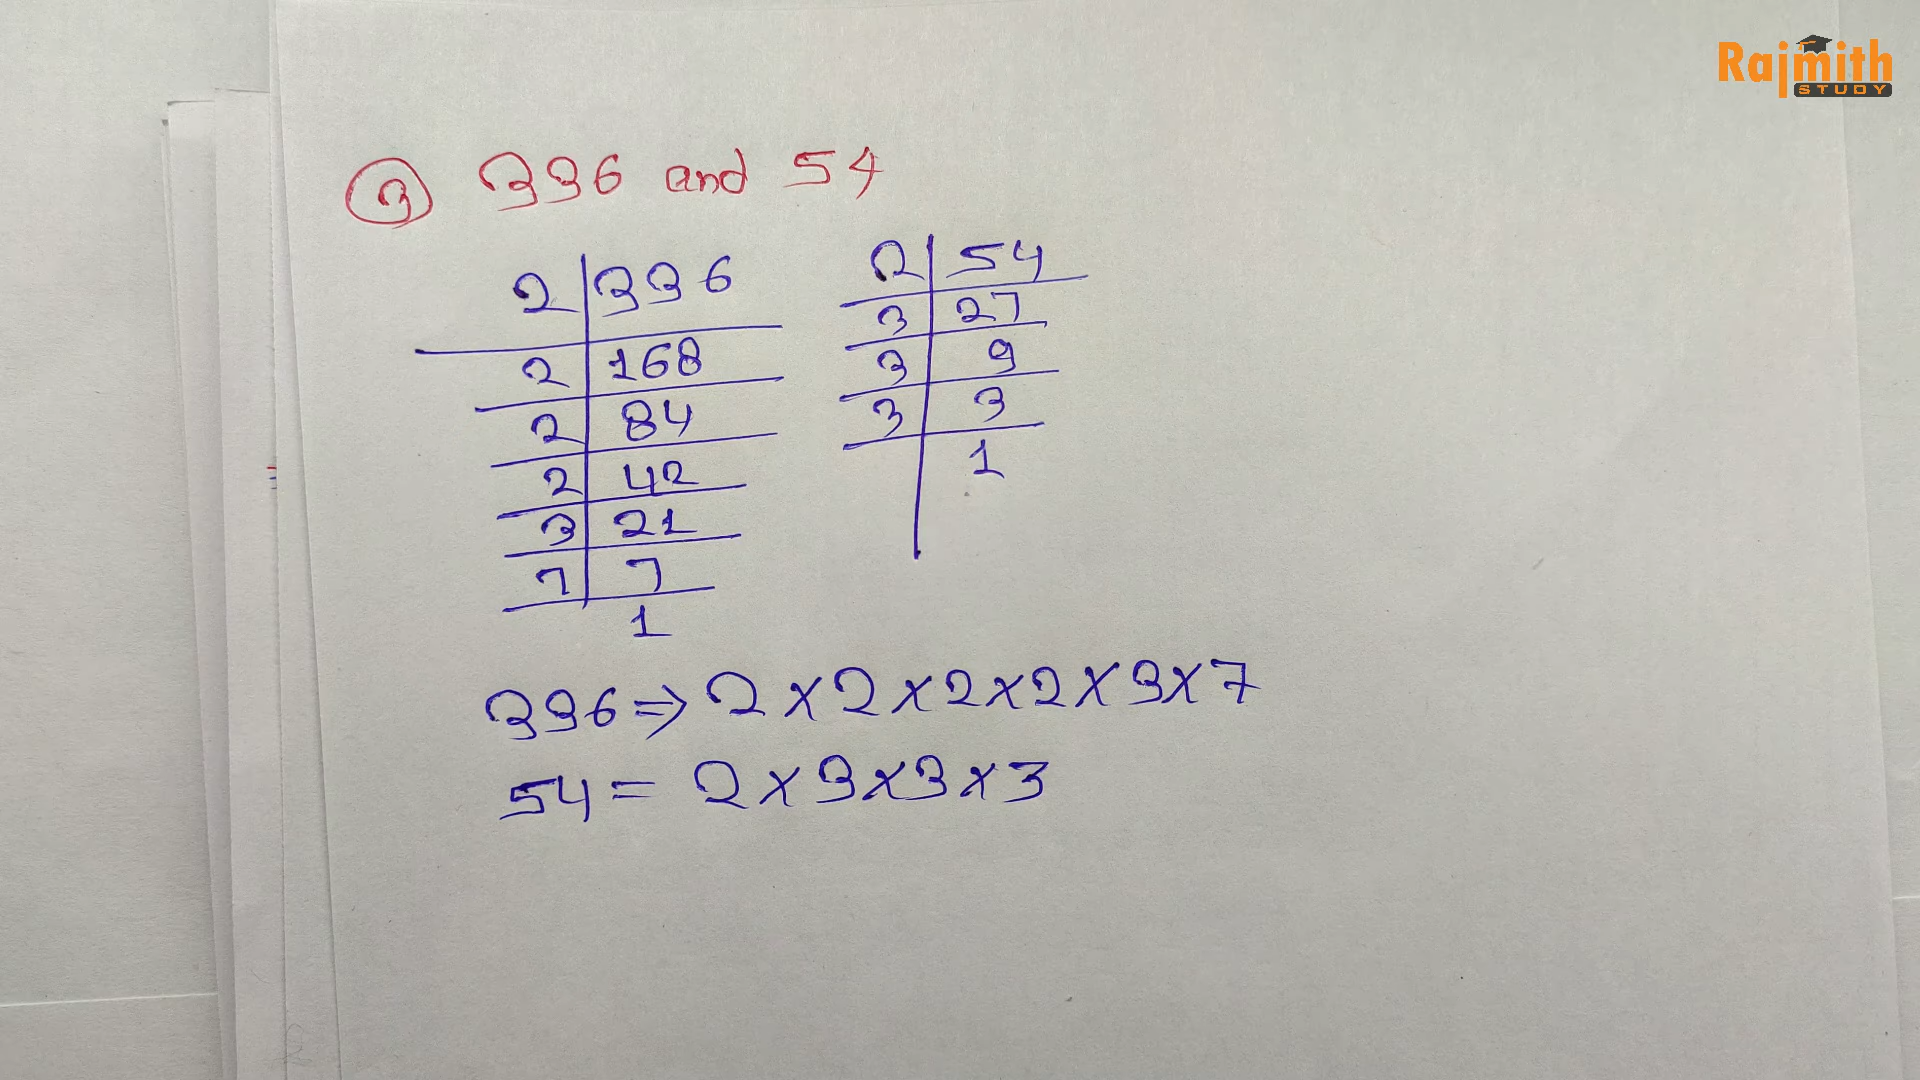 Rajmith
STUDY
3 336 and 54
2 336
2 168
2 84
2 42
3 21
7 7
1
2 54
3 27
3 9
3 3
1
336 ⇒ 2 × 2 × 2 × 2 × 3 × 7
54 = 2 × 3 × 3 × 3